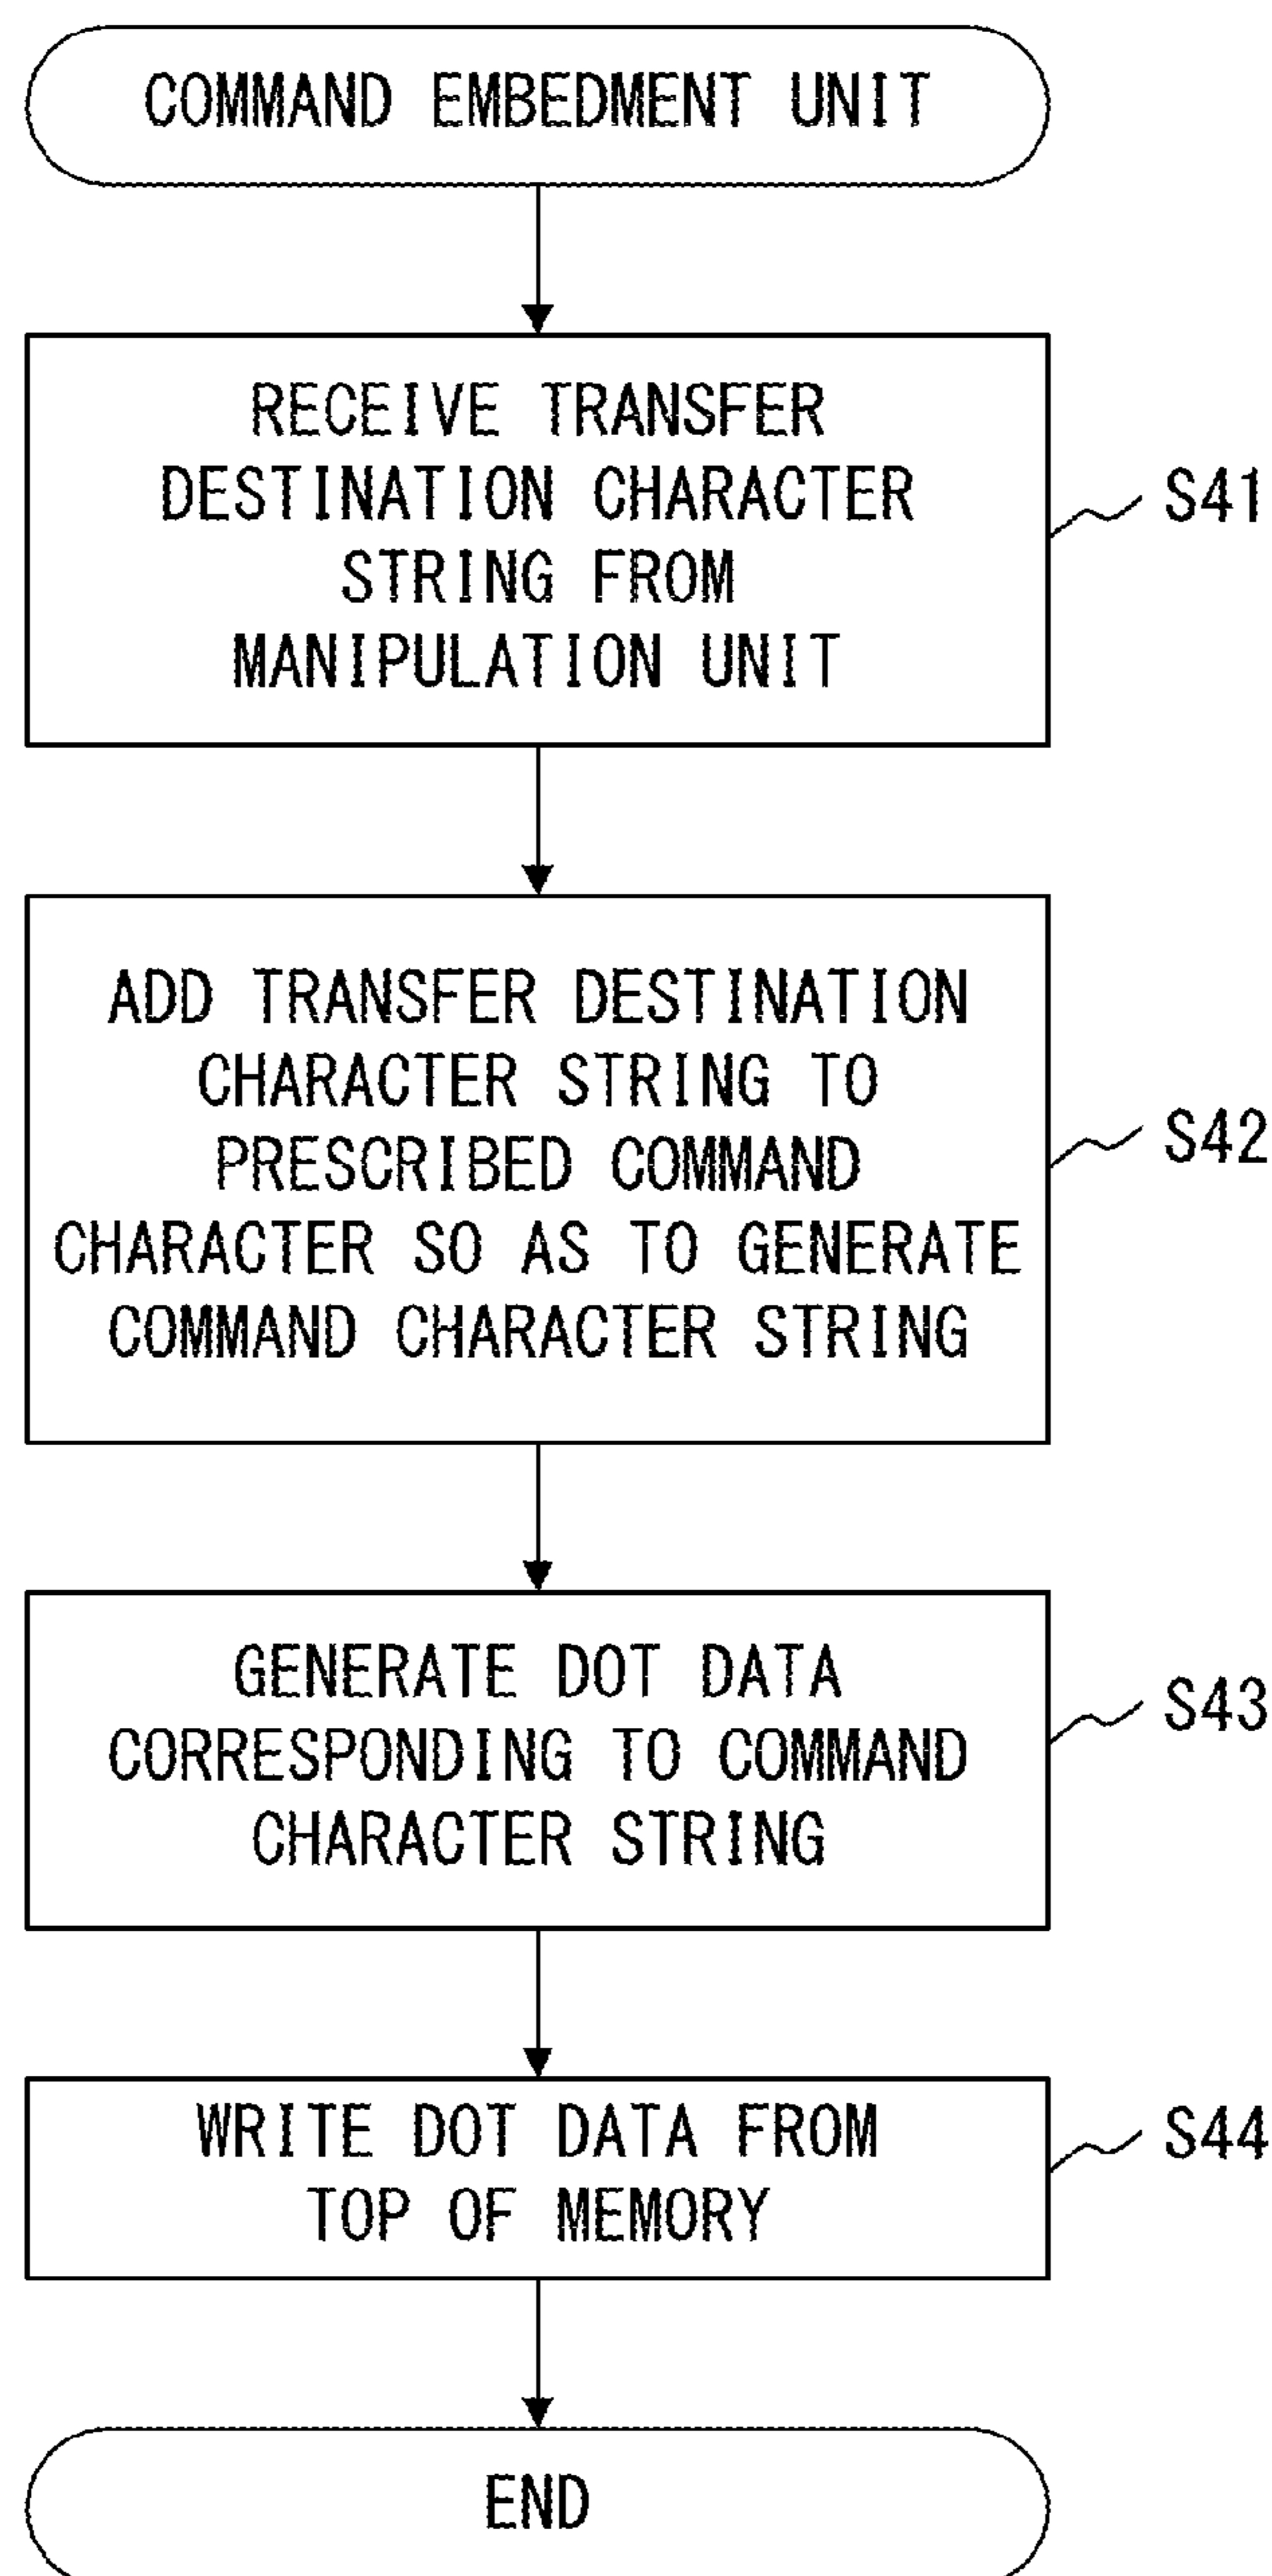 COMMAND EMBEDMENT UNIT
RECEIVE TRANSFER
DESTINATION CHARACTER
STRING FROM
MANIPULATION UNIT
S41
ADD TRANSFER DESTINATION
CHARACTER STRING TO
PRESCRIBED COMMAND
CHARACTER SO AS TO GENERATE
COMMAND CHARACTER STRING
S42
GENERATE DOT DATA
CORRESPONDING TO COMMAND
CHARACTER STRING
S43
WRITE DOT DATA FROM
TOP OF MEMORY
S44
END